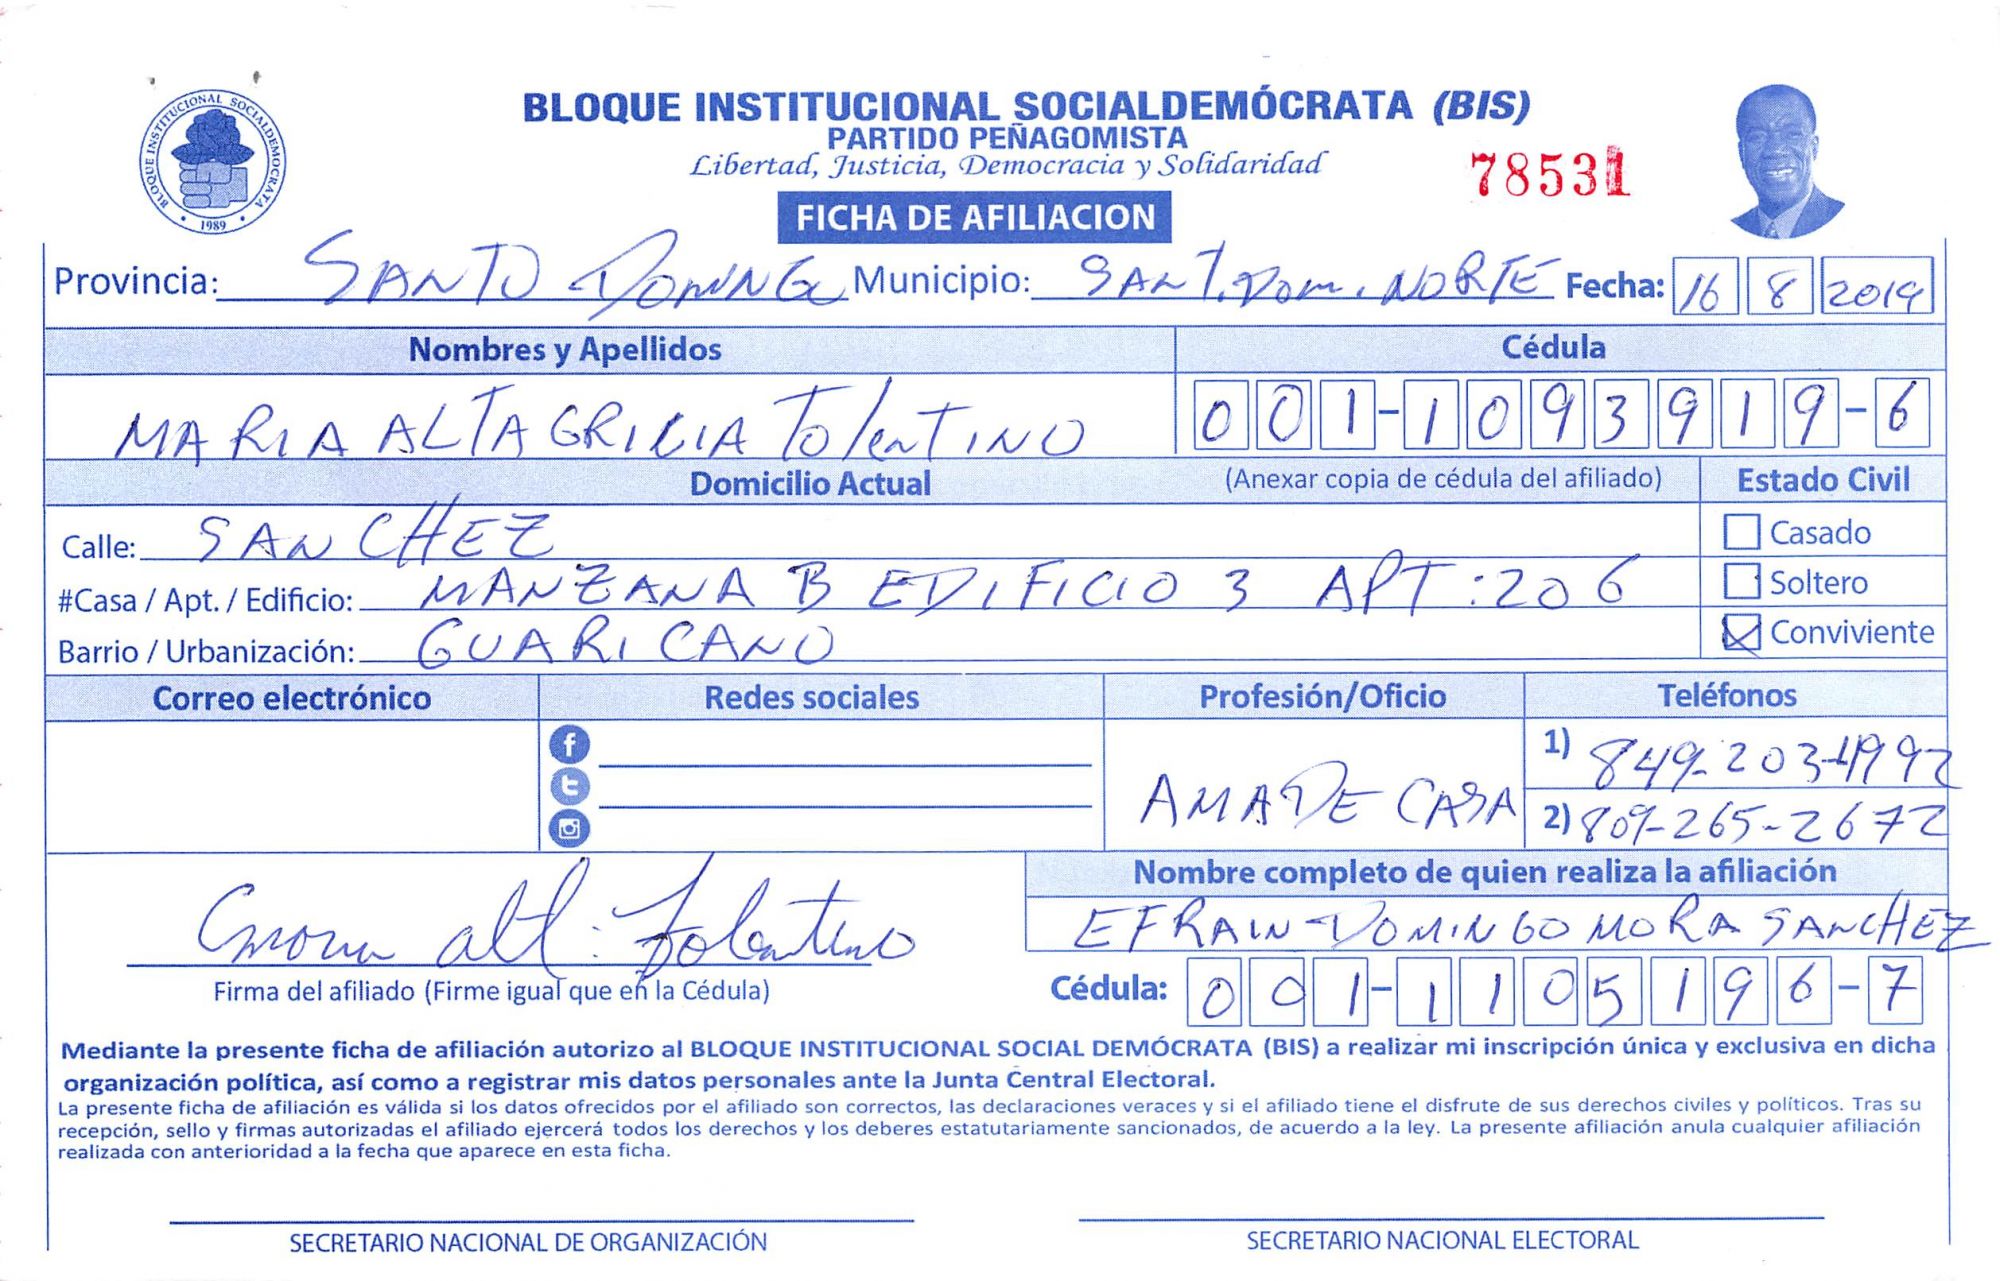 BLOQUE INSTITUCIONAL SOCIALDEMOCRATA
1989
BLOQUE INSTITUCIONAL SOCIALDEMÓCRATA (BIS)
PARTIDO PEÑAGOMISTA
Libertad, Justicia, Democracia y Solidaridad
78531
FICHA DE AFILIACION
Provincia: SANTO DOMINGO Municipio: SANT. DOM. NORTE Fecha: 16 8 2019
Nombres y Apellidos Cédula
MARIA ALTAGRICIA TOlenTINO 001-1093919-6
Domicilio Actual (Anexar copia de cédula del afiliado) Estado Civil
Calle: SANCHEZ Casado
#Casa / Apt. / Edificio: MANZANA B EDIFICIO 3 APT: 206 Soltero
Barrio / Urbanización: GUARICANO Conviviente
Correo electrónico Redes sociales Profesión/Oficio Teléfonos
AMA DE CASA 1) 849-203-4992
2) 809-265-2672
Nombre completo de quien realiza la afiliación
alt. Tolentino EFRAIN DOMINGO MORA SANCHEZ
Firma del afiliado (Firme igual que en la Cédula) Cédula: 001-1105196-7
Mediante la presente ficha de afiliación autorizo al BLOQUE INSTITUCIONAL SOCIAL DEMÓCRATA (BIS) a realizar mi inscripción única y exclusiva en dicha
organización política, así como a registrar mis datos personales ante la Junta Central Electoral.
La presente ficha de afiliación es válida si los datos ofrecidos por el afiliado son correctos, las declaraciones veraces y si el afiliado tiene el disfrute de sus derechos civiles y políticos. Tras su
recepción, sello y firmas autorizadas el afiliado ejercerá todos los derechos y los deberes estatutariamente sancionados, de acuerdo a la ley. La presente afiliación anula cualquier afiliación
realizada con anterioridad a la fecha que aparece en esta ficha.
SECRETARIO NACIONAL DE ORGANIZACIÓN SECRETARIO NACIONAL ELECTORAL